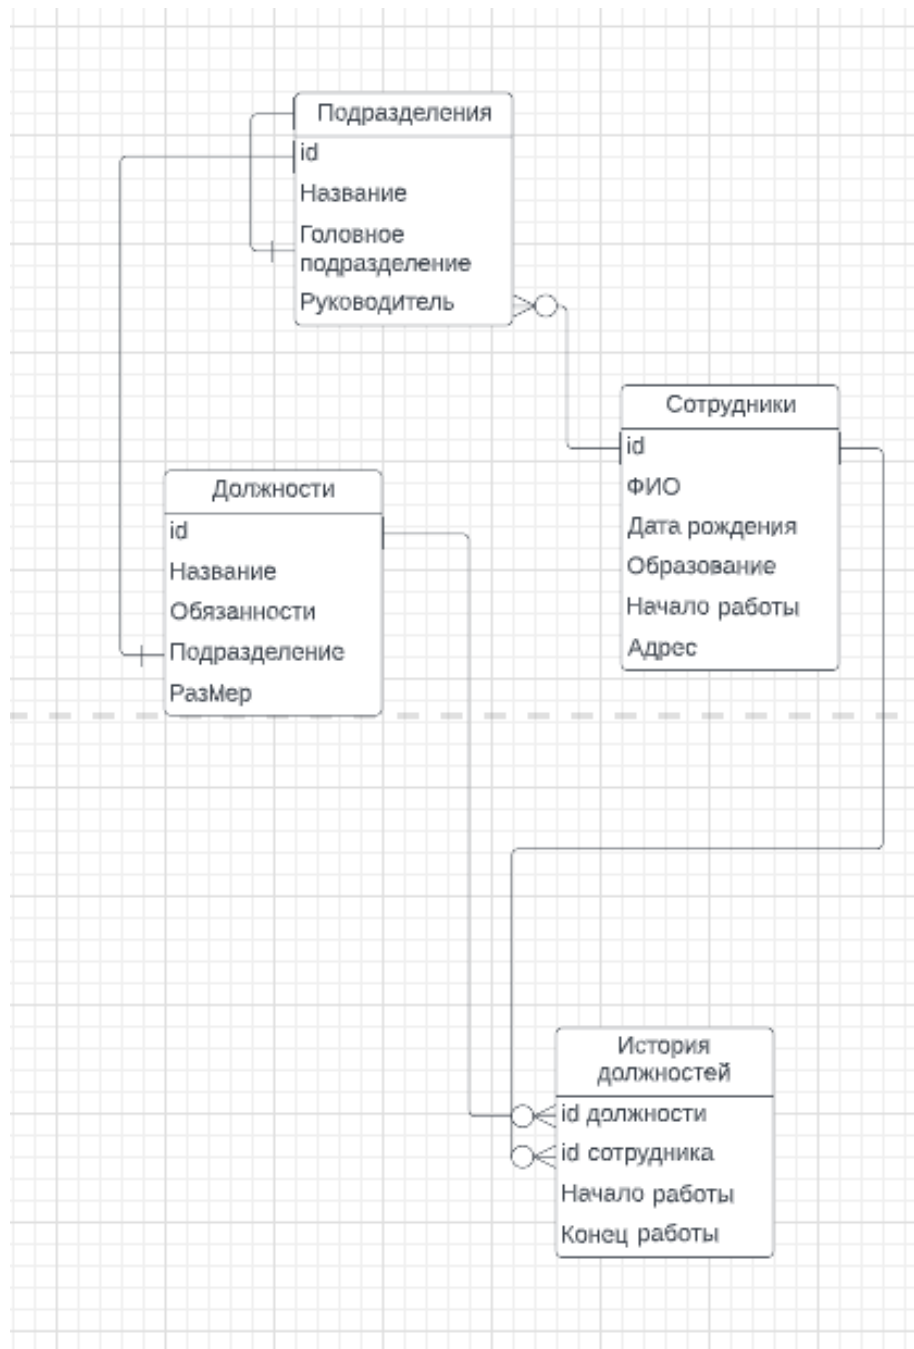 Подразделения
id
Название
Головное
подразделение
Руководитель
Сотрудники
id
ФИО
Дата рождения
Образование
Начало работы
Адрес
Должности
id
Название
Обязанности
Подразделение
РазМер
История
должностей
id должности
id сотрудника
Начало работы
Конец работы